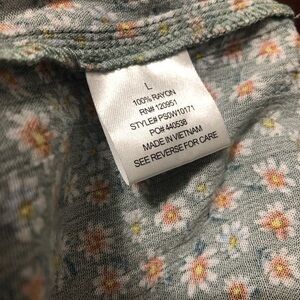 L
100% RAYON
RN# 120951
STYLE# PS0W10171
PO# 440538
MADE IN VIETNAM
SEE REVERSE FOR CARE